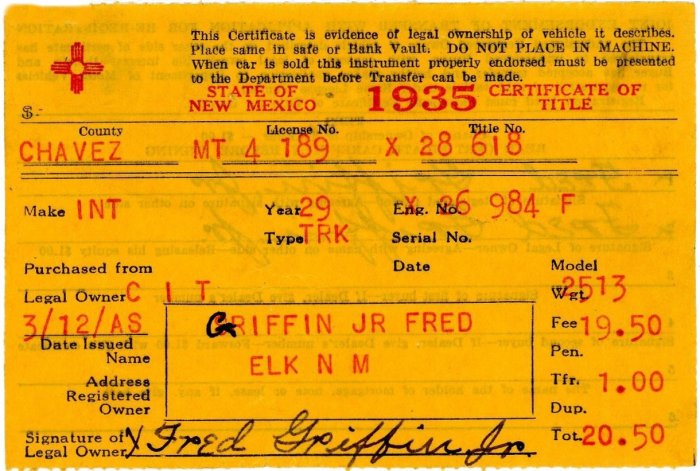 This Certificate is evidence of legal ownership of vehicle it describes.
Place same in safe or Bank Vault. DO NOT PLACE IN MACHINE.
When car is sold this instrument properly endorsed must be presented
to the Department before Transfer can be made.
STATE OF NEW MEXICO 1935 CERTIFICATE OF TITLE
$
County License No. Title No.
CHAVEZ MT 4 189 X 28 618
Make INT Year 29 Eng. No. X 26 984 F
Type TRK Serial No.
Purchased from Date Model
Legal Owner C I T Wgt. 2513
3/12/AS GRIFFIN JR FRED Fee 19.50
Date Issued
Name ELK N M Pen.
Address Tfr. 1.00
Registered
Owner Dup.
Signature of
Legal Owner X Fred Griffin Jr. Tot. 20.50